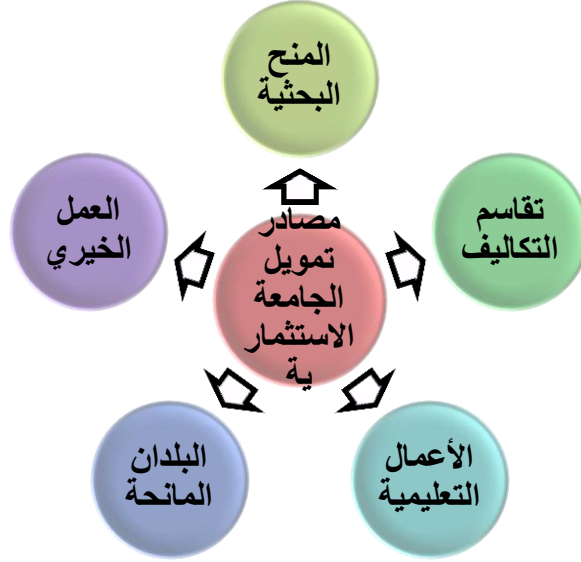 المنح
البحثية
تقاسم
التكاليف
الأعمال
التعليمية
البلدان
المانحة
العمل
الخيري
مصادر
تمويل
الجامعة
الاستثمار
ية